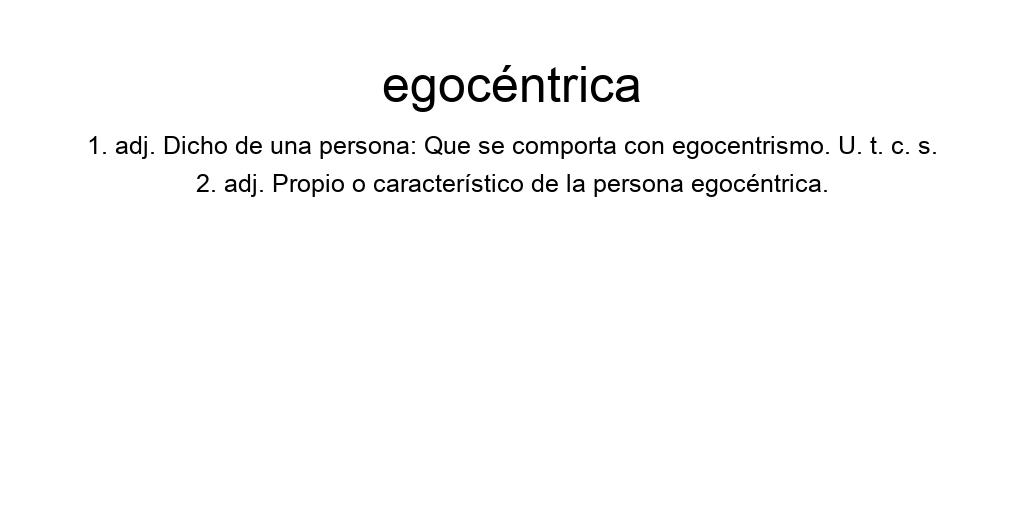 egocéntrica
1. adj. Dicho de una persona: Que se comporta con egocentrismo. U. t. c. s.
2. adj. Propio o característico de la persona egocéntrica.